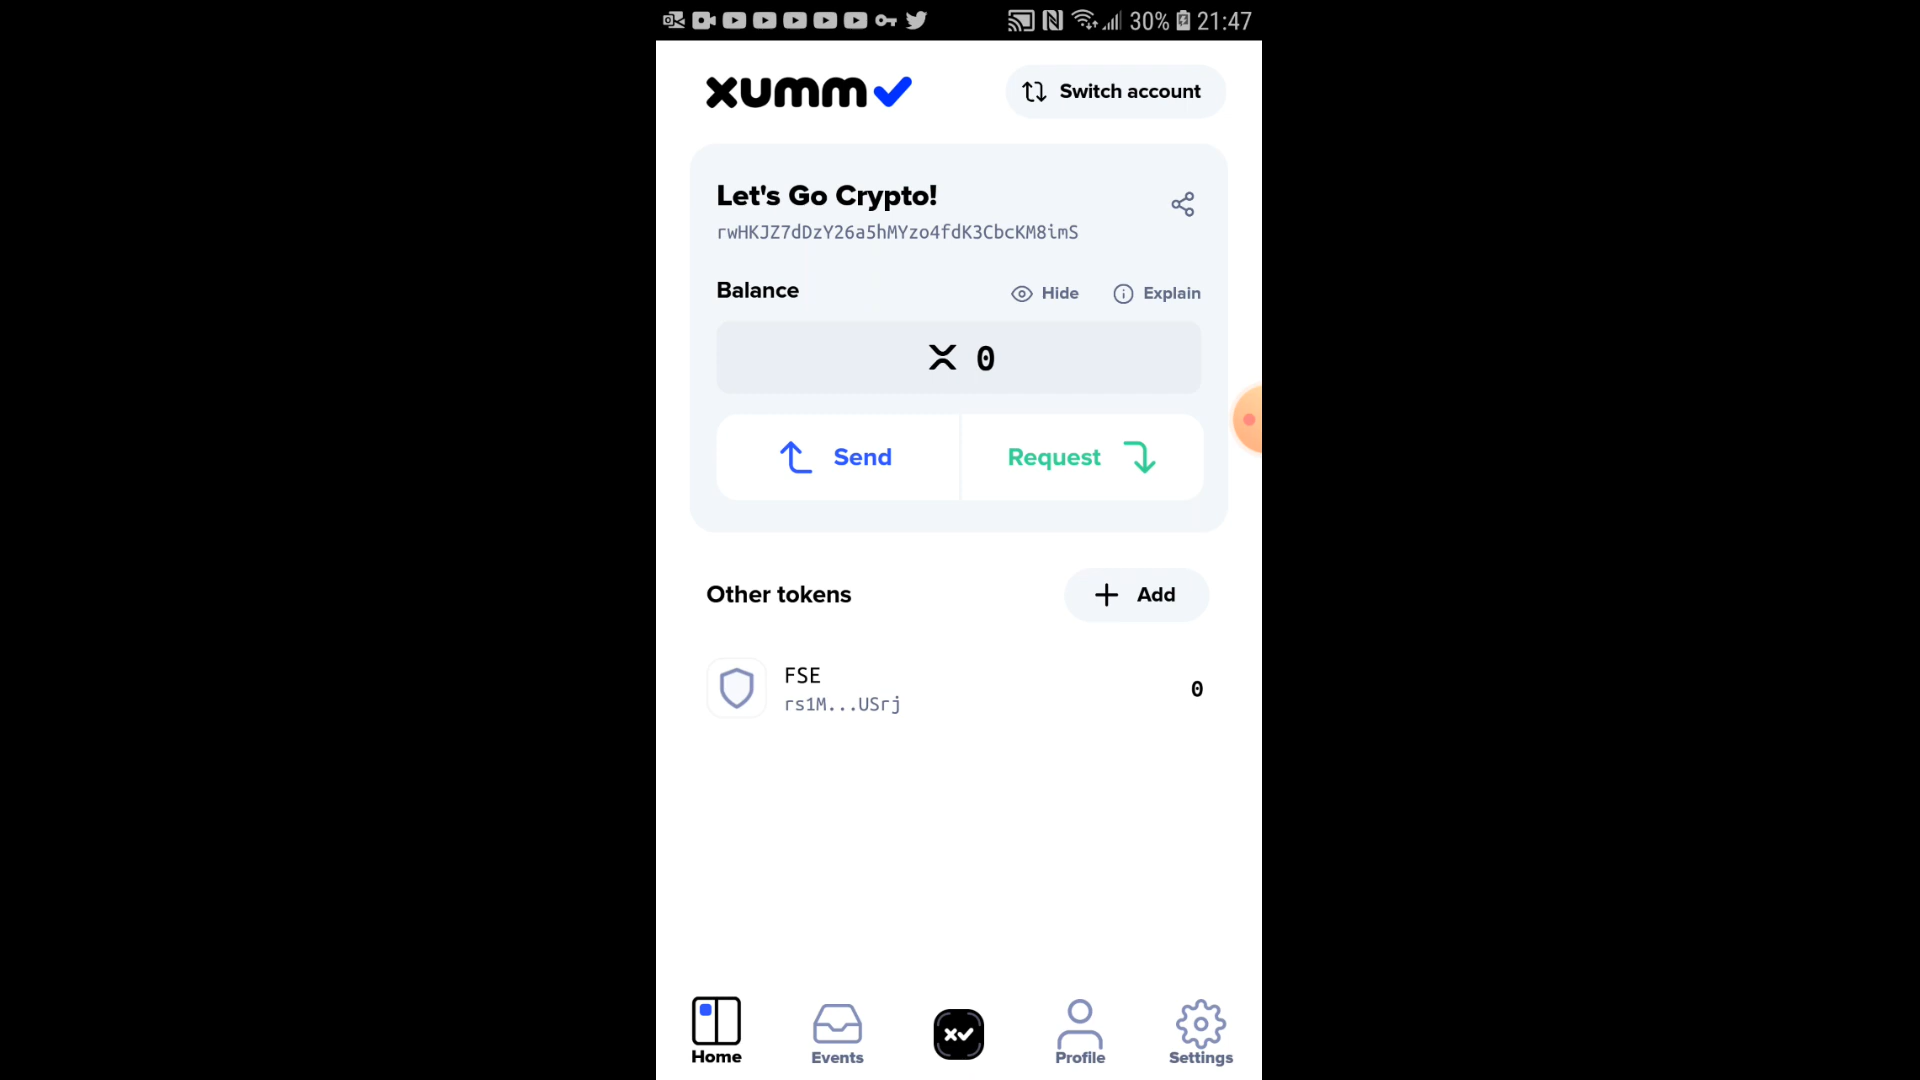 30% 21:47
xumm
Switch account
Let's Go Crypto!
rwHKJZ7dDzY26a5hMYzo4fdK3CbcKM8imS
Balance
Hide
Explain
0
Send
Request
Other tokens
Add
FSE
rs1M...USrj
0
Home
Events
Profile
Settings